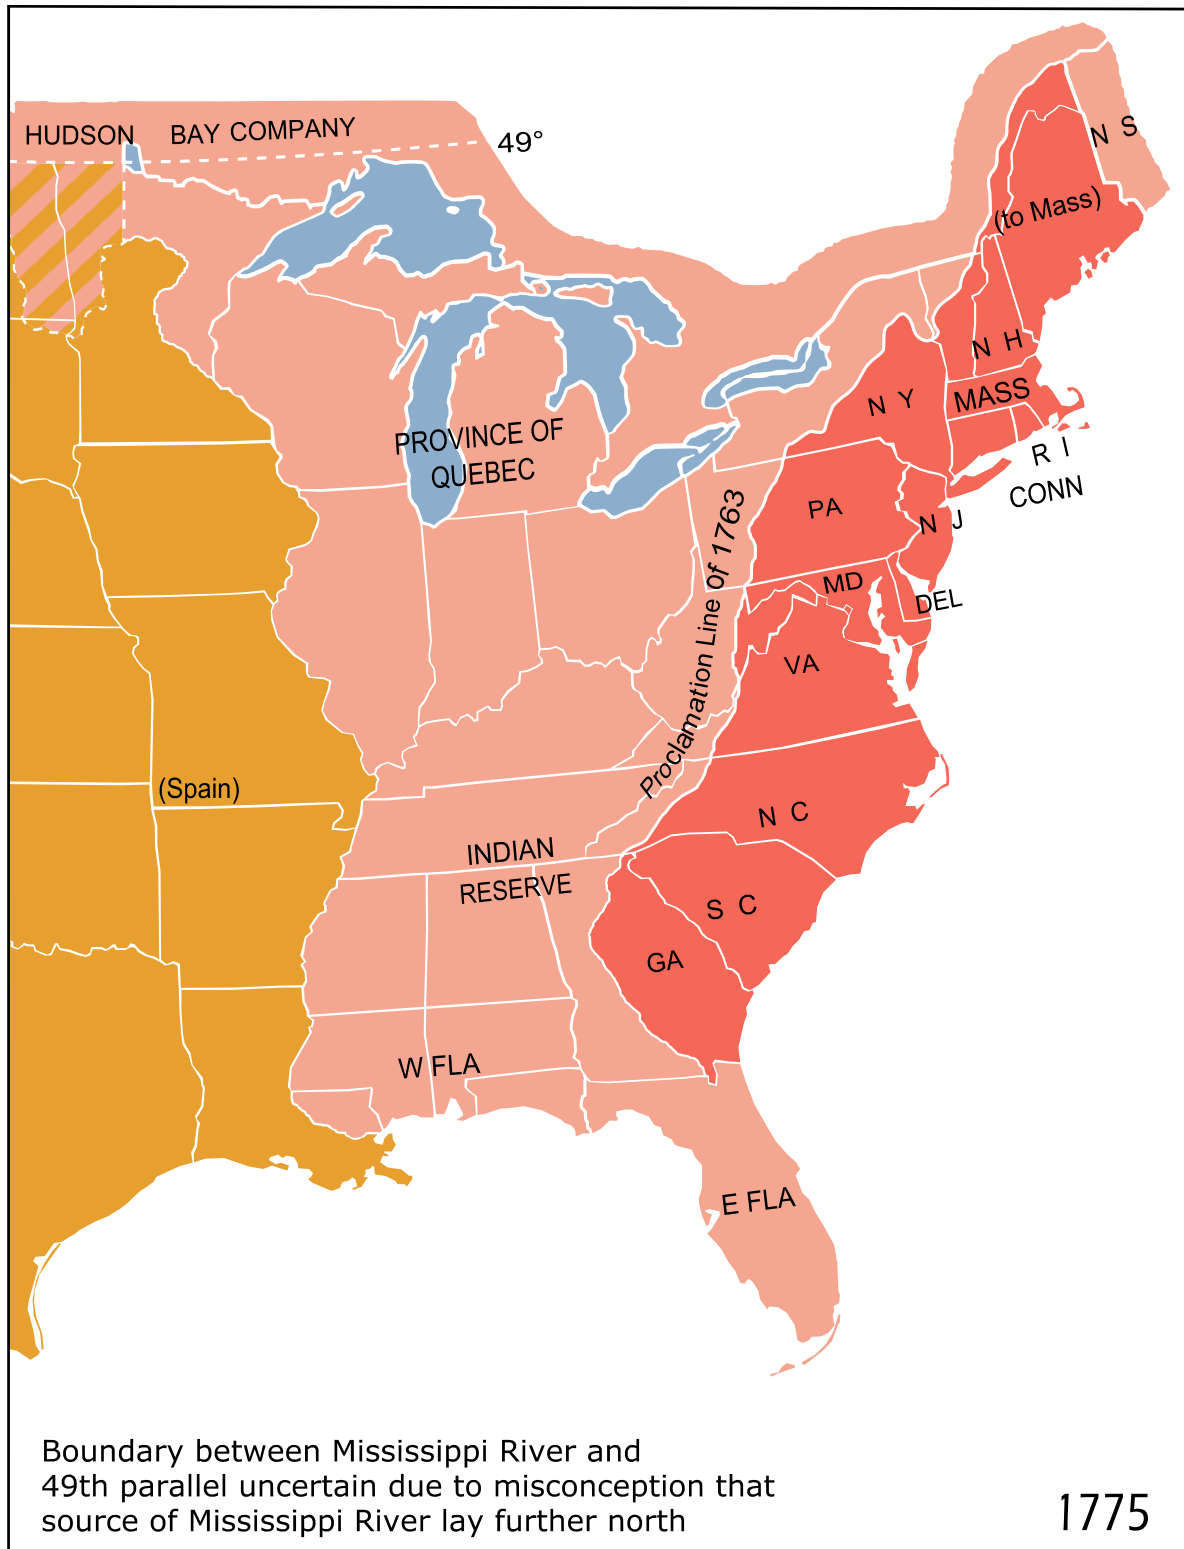 HUDSON BAY COMPANY
49°
N S
(to Mass)
N H
N Y
MASS
PROVINCE OF
QUEBEC
R I
CONN
PA
N J
Proclamation Line of 1763
MD
DEL
VA
(Spain)
N C
INDIAN
RESERVE
S C
GA
W FLA
E FLA
Boundary between Mississippi River and
49th parallel uncertain due to misconception that
source of Mississippi River lay further north
1775